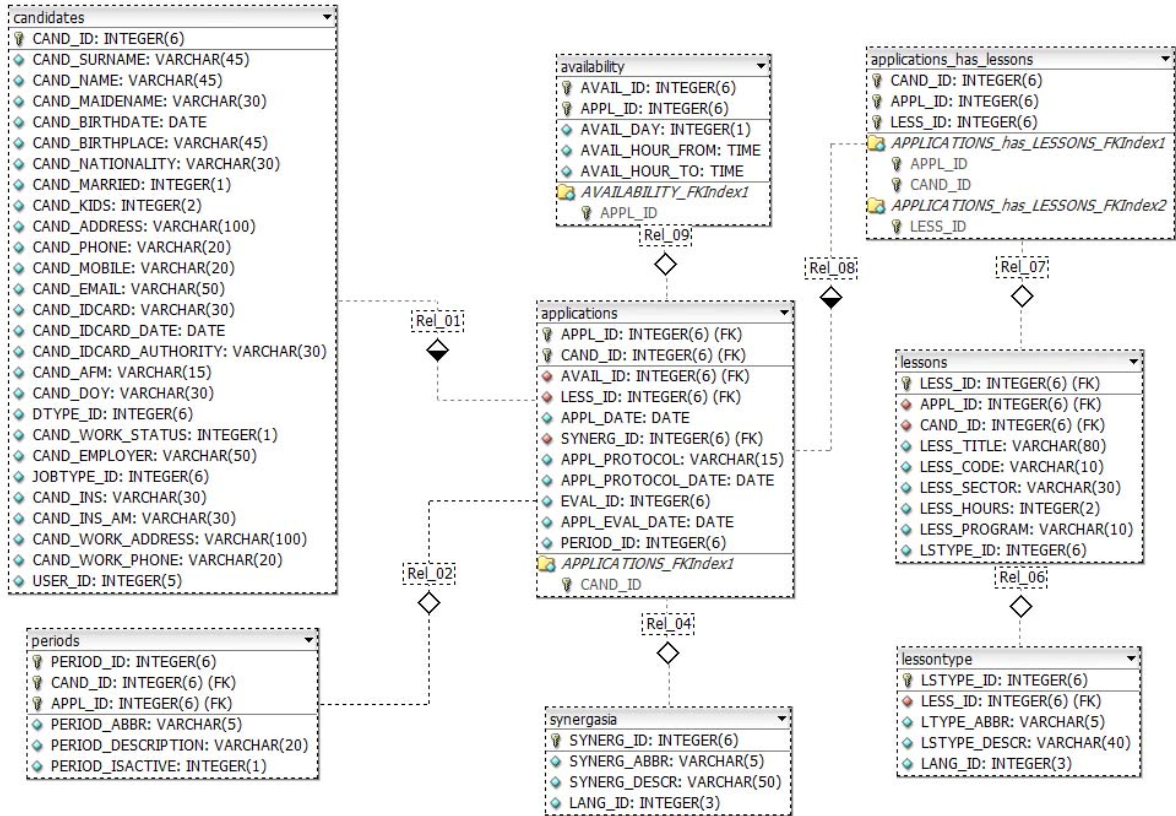 candidates
CAND_ID: INTEGER(6)
CAND_SURNAME: VARCHAR(45)
CAND_NAME: VARCHAR(45)
CAND_MAIDENAME: VARCHAR(30)
CAND_BIRTHDATE: DATE
CAND_BIRTHPLACE: VARCHAR(45)
CAND_NATIONALITY: VARCHAR(30)
CAND_MARRIED: INTEGER(1)
CAND_KIDS: INTEGER(2)
CAND_ADDRESS: VARCHAR(100)
CAND_PHONE: VARCHAR(20)
CAND_MOBILE: VARCHAR(20)
CAND_EMAIL: VARCHAR(50)
CAND_IDCARD: VARCHAR(30)
CAND_IDCARD_DATE: DATE
CAND_IDCARD_AUTHORITY: VARCHAR(30)
CAND_AFM: VARCHAR(15)
CAND_DOY: VARCHAR(30)
DTYPE_ID: INTEGER(6)
CAND_WORK_STATUS: INTEGER(1)
CAND_EMPLOYER: VARCHAR(50)
JOBTYPE_ID: INTEGER(6)
CAND_INS: VARCHAR(30)
CAND_INS_AM: VARCHAR(30)
CAND_WORK_ADDRESS: VARCHAR(100)
CAND_WORK_PHONE: VARCHAR(20)
USER_ID: INTEGER(5)
Rel_01
availability
AVAIL_ID: INTEGER(6)
APPL_ID: INTEGER(6)
AVAIL_DAY: INTEGER(1)
AVAIL_HOUR_FROM: TIME
AVAIL_HOUR_TO: TIME
AVAILABILITY_FKIndex1
APPL_ID
Rel_09
applications_has_lessons
CAND_ID: INTEGER(6)
APPL_ID: INTEGER(6)
LESS_ID: INTEGER(6)
APPLICATIONS_has_LESSONS_FKIndex1
APPL_ID
CAND_ID
APPLICATIONS_has_LESSONS_FKIndex2
LESS_ID
Rel_08
Rel_07
applications
APPL_ID: INTEGER(6) (FK)
CAND_ID: INTEGER(6) (FK)
AVAIL_ID: INTEGER(6) (FK)
LESS_ID: INTEGER(6) (FK)
APPL_DATE: DATE
SYNERG_ID: INTEGER(6) (FK)
APPL_PROTOCOL: VARCHAR(15)
APPL_PROTOCOL_DATE: DATE
EVAL_ID: INTEGER(6)
APPL_EVAL_DATE: DATE
PERIOD_ID: INTEGER(6)
APPLICATIONS_FKIndex1
CAND_ID
lessons
LESS_ID: INTEGER(6) (FK)
APPL_ID: INTEGER(6) (FK)
CAND_ID: INTEGER(6) (FK)
LESS_TITLE: VARCHAR(80)
LESS_CODE: VARCHAR(10)
LESS_SECTOR: VARCHAR(30)
LESS_HOURS: INTEGER(2)
LESS_PROGRAM: VARCHAR(10)
LSTYPE_ID: INTEGER(6)
Rel_02
Rel_04
Rel_06
periods
PERIOD_ID: INTEGER(6)
CAND_ID: INTEGER(6) (FK)
APPL_ID: INTEGER(6) (FK)
PERIOD_ABBR: VARCHAR(5)
PERIOD_DESCRIPTION: VARCHAR(20)
PERIOD_ISACTIVE: INTEGER(1)
synergasia
SYNERG_ID: INTEGER(6)
SYNERG_ABBR: VARCHAR(5)
SYNERG_DESCR: VARCHAR(50)
LANG_ID: INTEGER(3)
lessontype
LSTYPE_ID: INTEGER(6)
LESS_ID: INTEGER(6) (FK)
LTYPE_ABBR: VARCHAR(5)
LSTYPE_DESCR: VARCHAR(40)
LANG_ID: INTEGER(3)